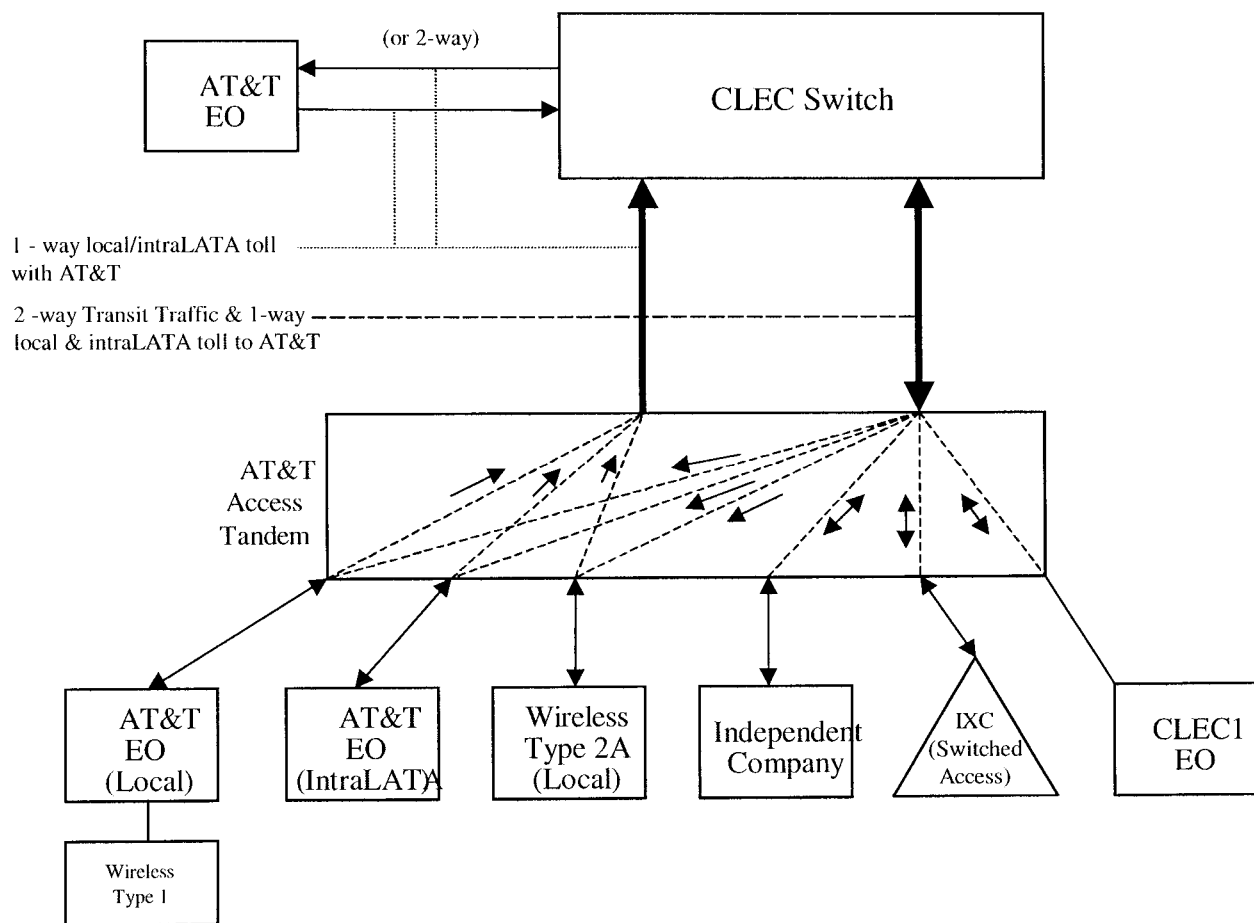 (or 2-way)
AT&T
EO
CLEC Switch
1 - way local/intraLATA toll
with AT&T
2 -way Transit Traffic & 1-way
local & intraLATA toll to AT&T
AT&T
Access
Tandem
AT&T
EO
(Local)
AT&T
EO
(IntraLATA)A
Wireless
Type 2A
(Local)
Independent
Company
IXC
(Switched
Access)
CLEC1
EO
Wireless
Type 1